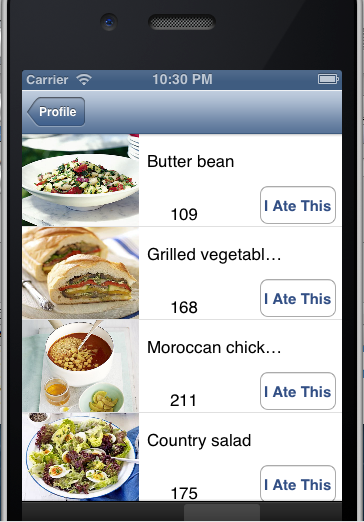 Carrier 10:30 PM
Profile
Butter bean
109 I Ate This
Grilled vegetabl...
168 I Ate This
Moroccan chick...
211 I Ate This
Country salad
175 I Ate This